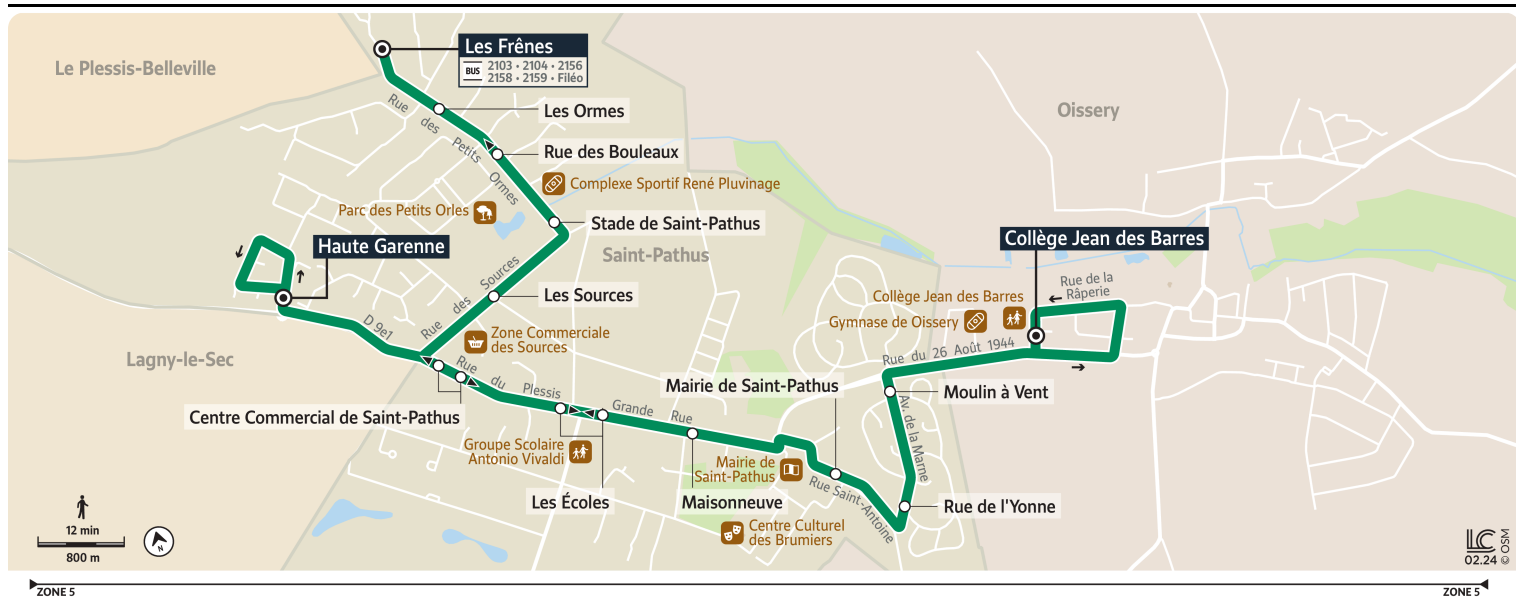 Les Frênes
BUS
2103 • 2104 • 2156
2158 • 2159 • Filéo
Le Plessis-Belleville
Oissery
Les Ormes
Rue des Petits Ormes
Rue des Bouleaux
Complexe Sportif René Pluvinage
Parc des Petits Orles
Stade de Saint-Pathus
Haute Garenne
Saint-Pathus
Collège Jean des Barres
Rue des Sources
Les Sources
Rue de la
Râperie
Collège Jean des Barres
Gymnase de Oissery
D 9e1
Zone Commerciale
des Sources
Rue du 26 Août 1944
Lagny-le-Sec
Rue du Plessis
Mairie de Saint-Pathus
Moulin à Vent
Centre Commercial de Saint-Pathus
Grande Rue
Av. de la Marne
Groupe Scolaire
Antonio Vivaldi
Mairie de
Saint-Pathus
Rue Saint-Antoine
Les Écoles
Maisonneuve
Rue de l'Yonne
Centre Culturel
des Brumiers
12 min
800 m
N
LC
02.24
© OSM
ZONE 5
ZONE 5